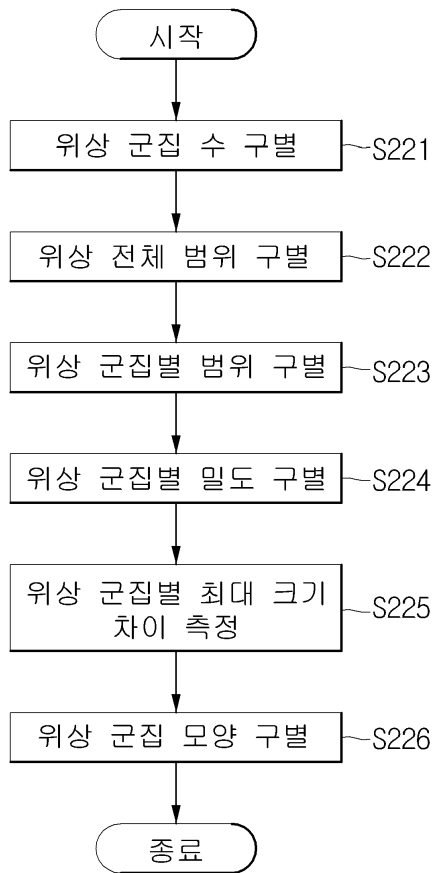 시작
위상 군집 수 구별
S221
위상 전체 범위 구별
S222
위상 군집별 범위 구별
S223
위상 군집별 밀도 구별
S224
위상 군집별 최대 크기
차이 측정
S225
위상 군집 모양 구별
S226
종료